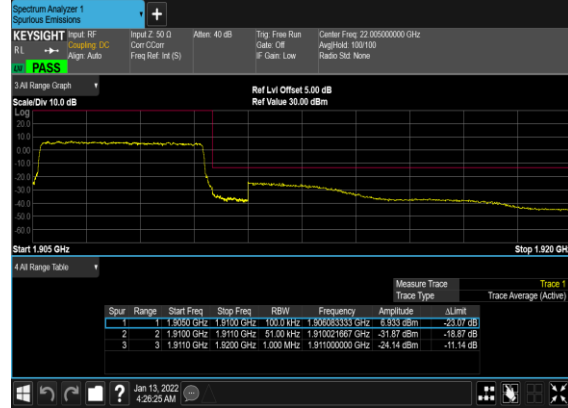 Spectrum Analyzer 1
Spurious Emissions
KEYSIGHT Input: RF Input Z: 50 Ω Atten: 40 dB Trig: Free Run Center Freq: 22.005000000 GHz
RL Coupling: DC Corr CCorr Gate: Off Avg|Hold: 100/100
Align: Auto Freq Ref: Int (S) IF Gain: Low Radio Std: None
PASS
3 All Range Graph
Ref Lvl Offset 5.00 dB
Scale/Div 10.0 dB Ref Value 30.00 dBm
Log
20.0
10.0
0.00
-10.0
-20.0
-30.0
-40.0
-50.0
-60.0
Start 1.905 GHz Stop 1.920 GH
4 All Range Table
Measure Trace Trace 1
Trace Type Trace Average (Active)
Spur Range Start Freq Stop Freq RBW Frequency Amplitude ΔLimit
1 1 1.9050 GHz 1.9100 GHz 100.0 kHz 1.906083333 GHz 6.933 dBm -23.07 dB
2 2 1.9100 GHz 1.9110 GHz 51.00 kHz 1.910021667 GHz -31.87 dBm -18.87 dB
3 3 1.9110 GHz 1.9200 GHz 1.000 MHz 1.911000000 GHz -24.14 dBm -11.14 dB
Jan 13, 2022
4:26:25 AM